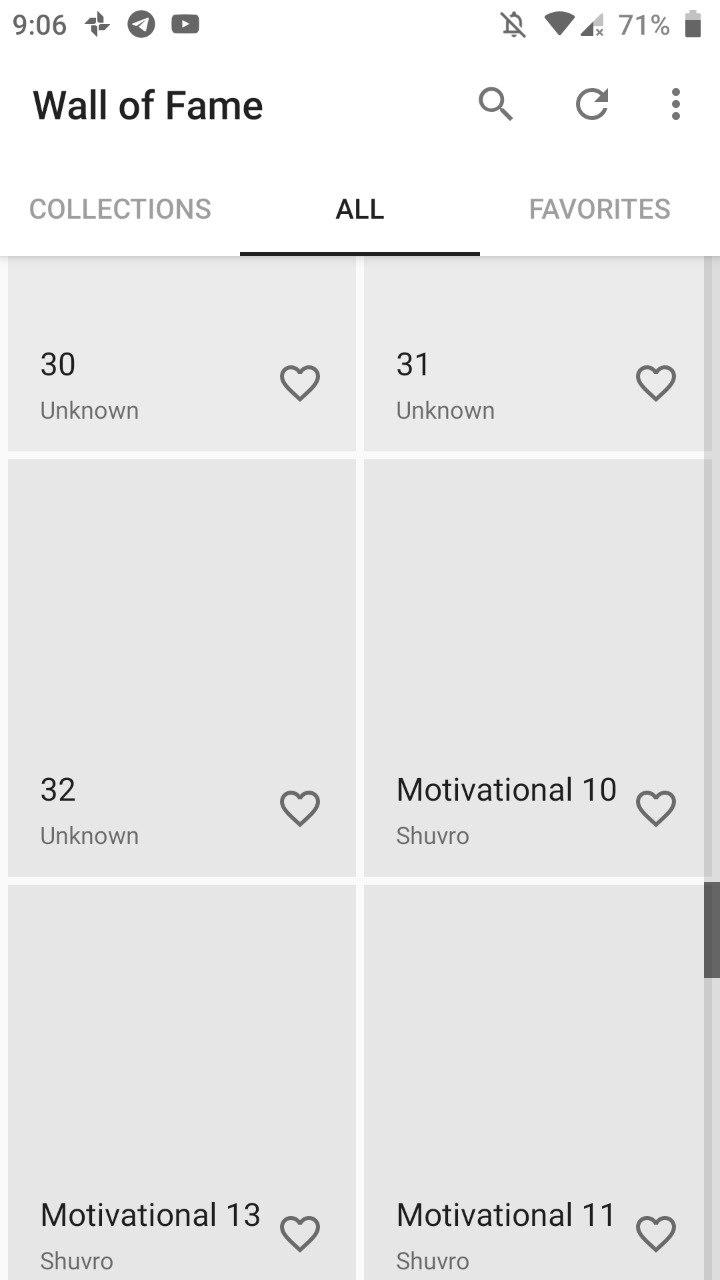 9:06
71%
Wall of Fame
COLLECTIONS
ALL
FAVORITES
30
Unknown
31
Unknown
32
Unknown
Motivational 10
Shuvro
Motivational 13
Shuvro
Motivational 11
Shuvro